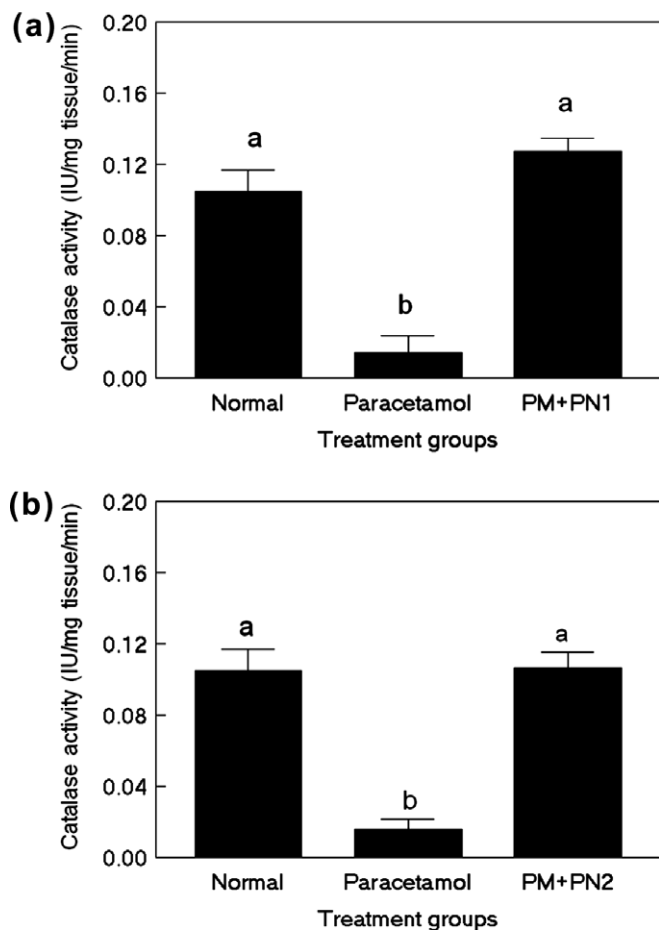 (a)
Catalase activity (IU/mg tissue/min)
0.20
0.16
0.12
0.08
0.04
0.00
a
b
a
Normal Paracetamol PM+PN1
Treatment groups
(b)
Catalase activity (IU/mg tissue/min)
0.20
0.16
0.12
0.08
0.04
0.00
a
b
a
Normal Paracetamol PM+PN2
Treatment groups